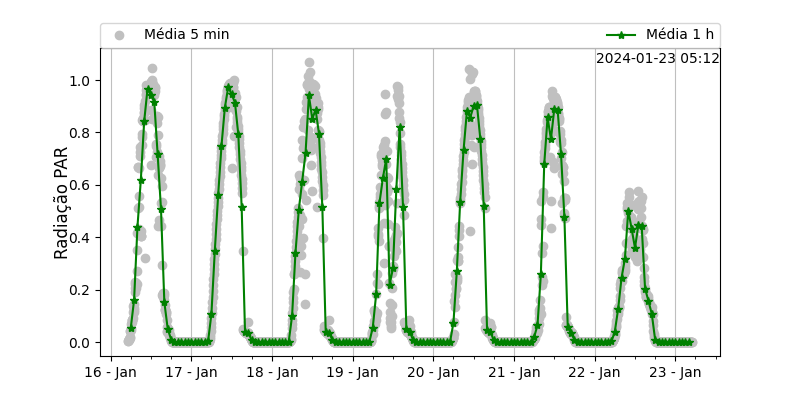 Média 5 min
Média 1 h
2024-01-23 05:12
Radiação PAR
1.0
0.8
0.6
0.4
0.2
0.0
16 - Jan
17 - Jan
18 - Jan
19 - Jan
20 - Jan
21 - Jan
22 - Jan
23 - Jan